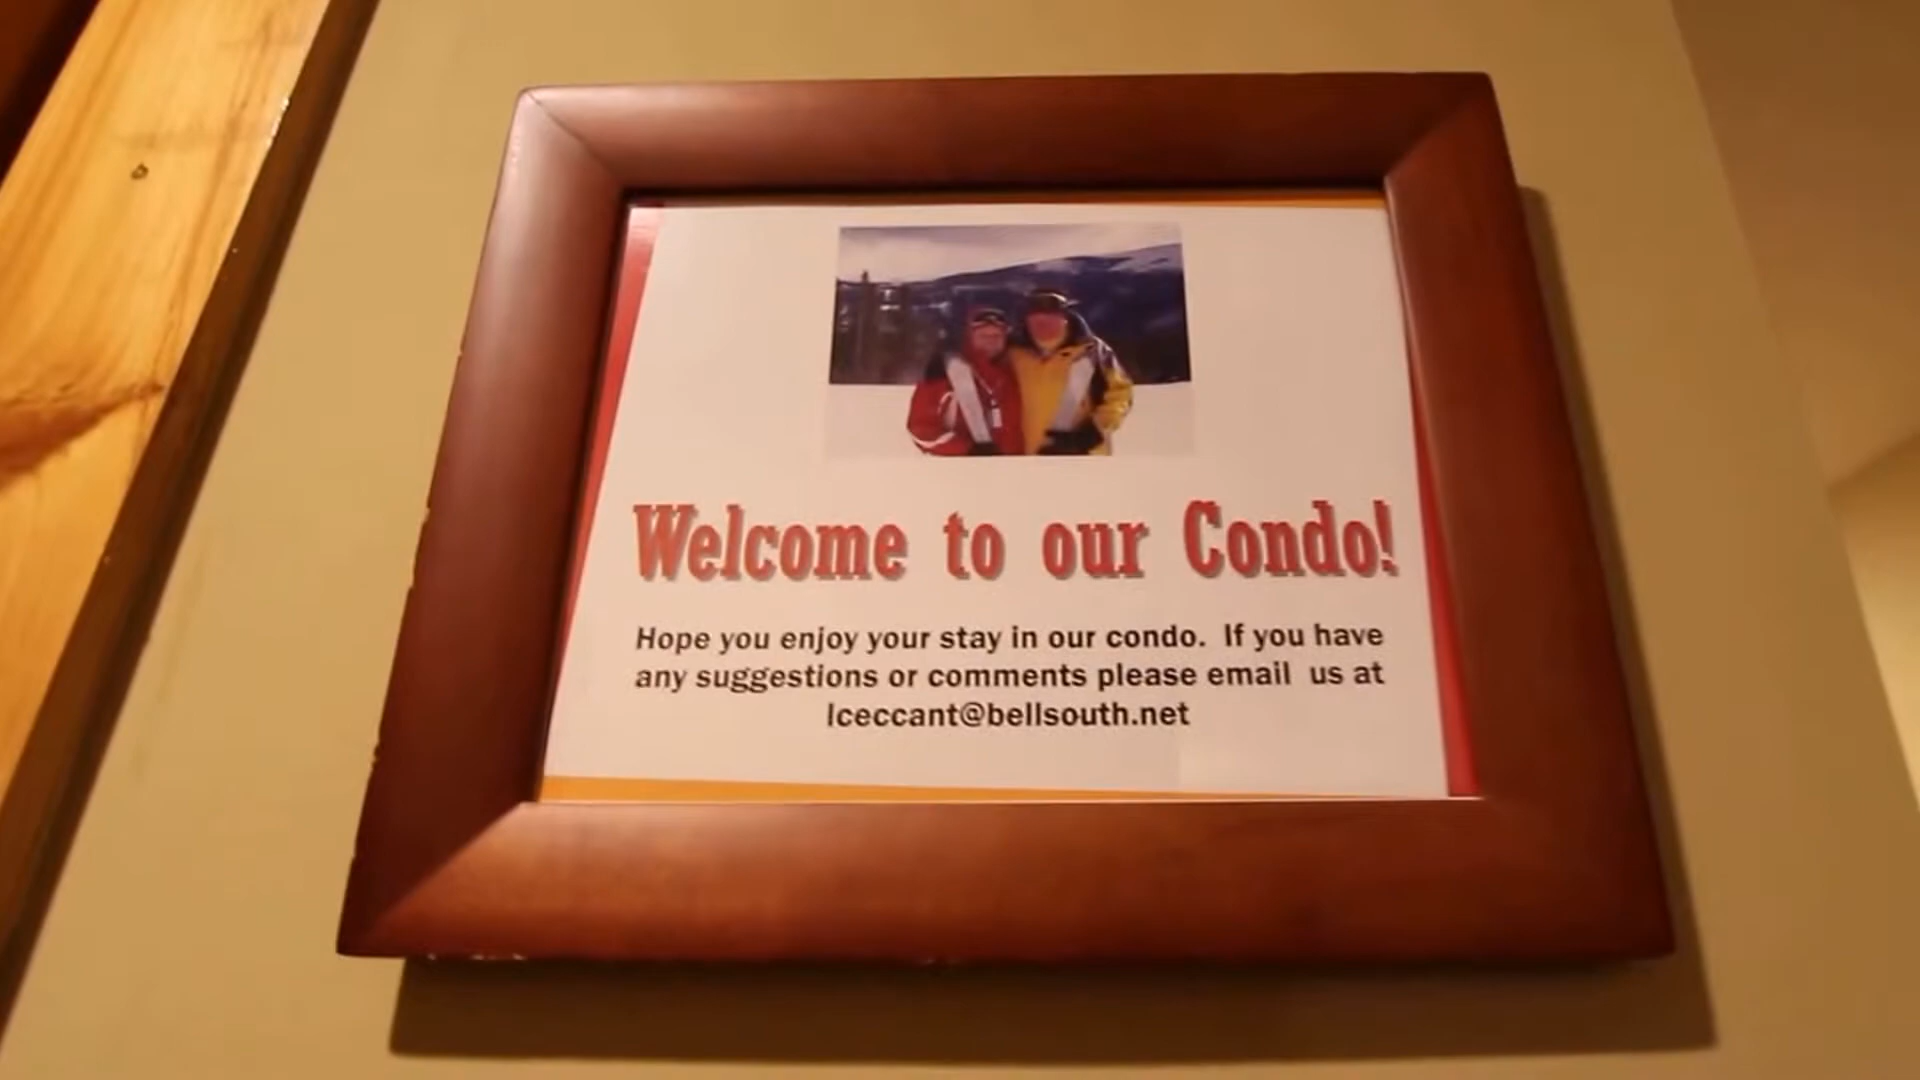 Welcome to our Condo!
Hope you enjoy your stay in our condo. If you have
any suggestions or comments please email us at
lceccant@bellsouth.net